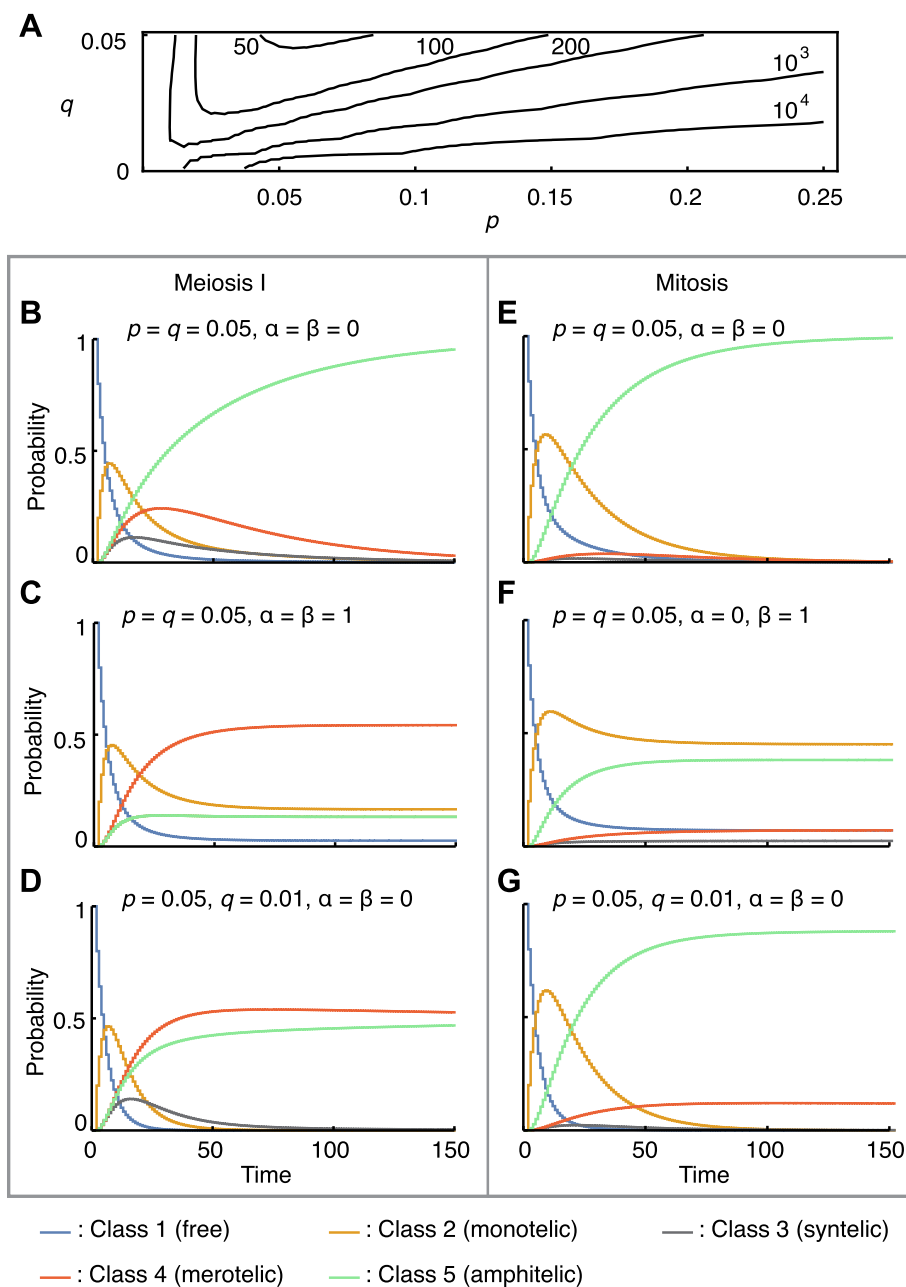 A
0.05
50
100
200
10³
10⁴
q
0
0.05
0.1
0.15
0.2
0.25
p
Meiosis I
Mitosis
B
p = q = 0.05, α = β = 0
1
Probability
0.5
0
E
p = q = 0.05, α = β = 0
C
p = q = 0.05, α = β = 1
1
Probability
0.5
0
F
p = q = 0.05, α = 0, β = 1
D
p = 0.05, q = 0.01, α = β = 0
1
Probability
0.5
0
0
50
100
150
Time
G
p = 0.05, q = 0.01, α = β = 0
0
50
100
150
Time
: Class 1 (free)
: Class 2 (monotelic)
: Class 3 (syntelic)
: Class 4 (merotelic)
: Class 5 (amphitelic)